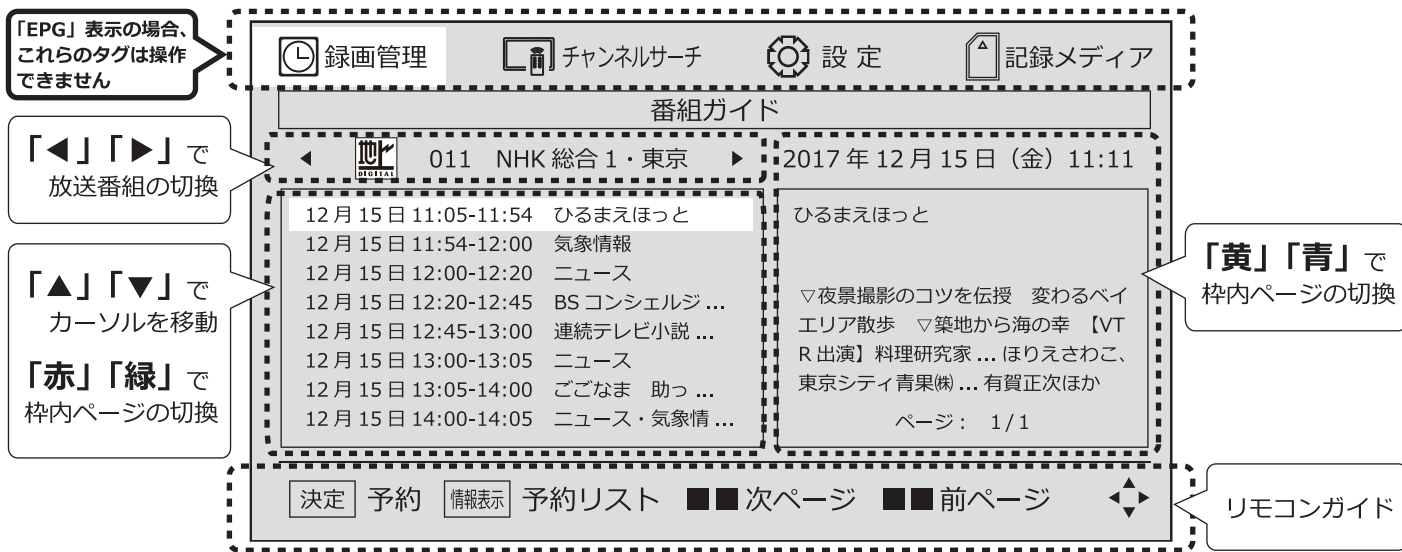 「EPG」表示の場合、
これらのタグは操作
できません
録画管理
チャンネルサーチ
設 定
記録メディア
番組ガイド
「◀」「▶」で
放送番組の切換
◀ 地上 DIGITAL 011 NHK 総合 1・東京 ▶
2017 年 12 月 15 日（金）11:11
12 月 15 日 11:05-11:54 ひるまえほっと
12 月 15 日 11:54-12:00 気象情報
12 月 15 日 12:00-12:20 ニュース
12 月 15 日 12:20-12:45 BS コンシェルジ ...
12 月 15 日 12:45-13:00 連続テレビ小説 ...
12 月 15 日 13:00-13:05 ニュース
12 月 15 日 13:05-14:00 ごごなま 助っ ...
12 月 15 日 14:00-14:05 ニュース・気象情 ...
「▲」「▼」で
カーソルを移動
「赤」「緑」で
枠内ページの切換
ひるまえほっと
▽夜景撮影のコツを伝授 変わるベイ
エリア散歩 ▽築地から海の幸 【VT
R 出演】料理研究家 ... ほりえさわこ、
東京シティ青果㈱ ... 有賀正次ほか
ページ： 1/1
「黄」「青」で
枠内ページの切換
決定 予約 情報表示 予約リスト ■■次ページ ■■前ページ
リモコンガイド